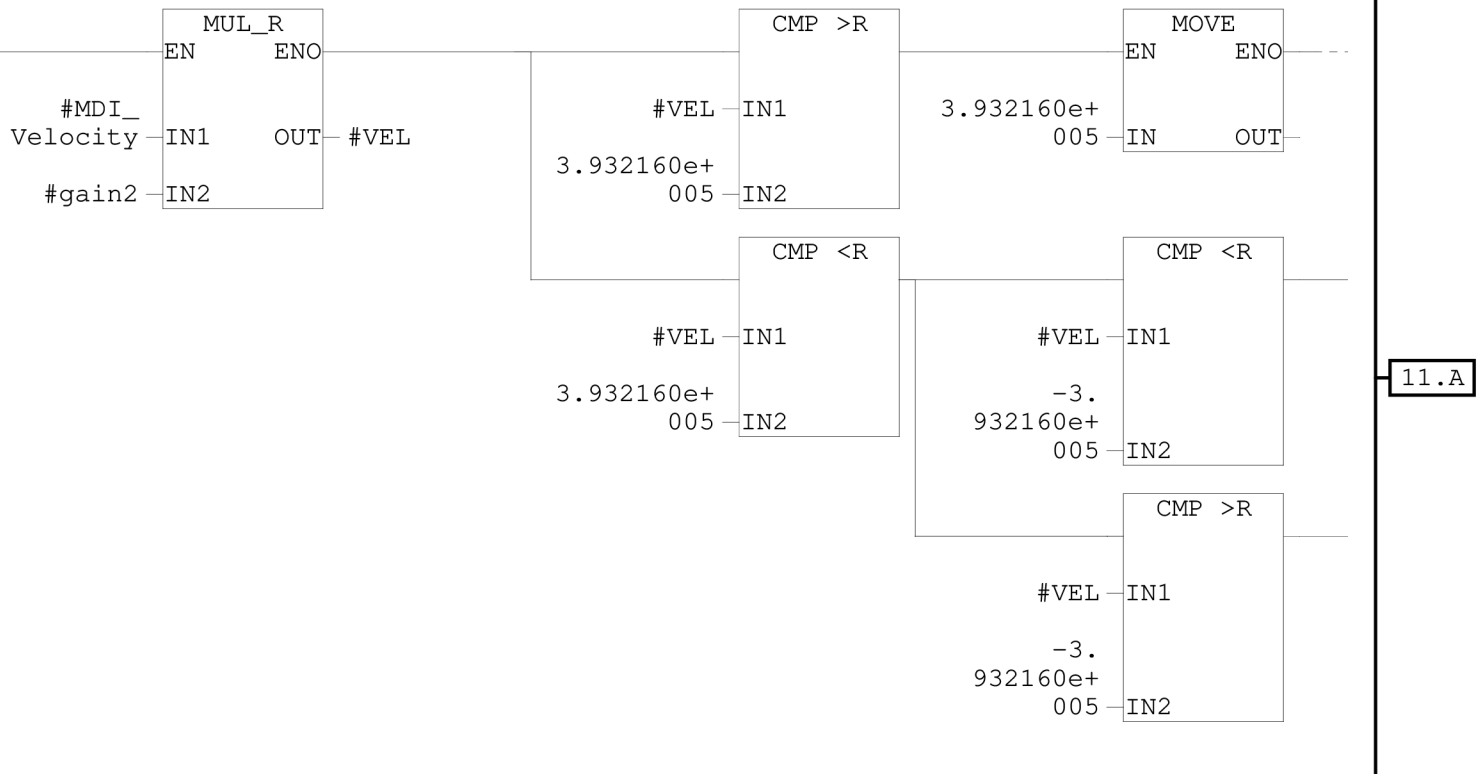 MUL_R CMP >R MOVE
EN ENO EN ENO
#MDI_ #VEL IN1 3.932160e+
Velocity IN1 OUT #VEL 005 IN OUT
3.932160e+
#gain2 IN2 005 IN2
CMP <R CMP <R
#VEL IN1 #VEL IN1
3.932160e+ -3.
005 IN2 932160e+
005 IN2
11.A
CMP >R
#VEL IN1
-3.
932160e+
005 IN2